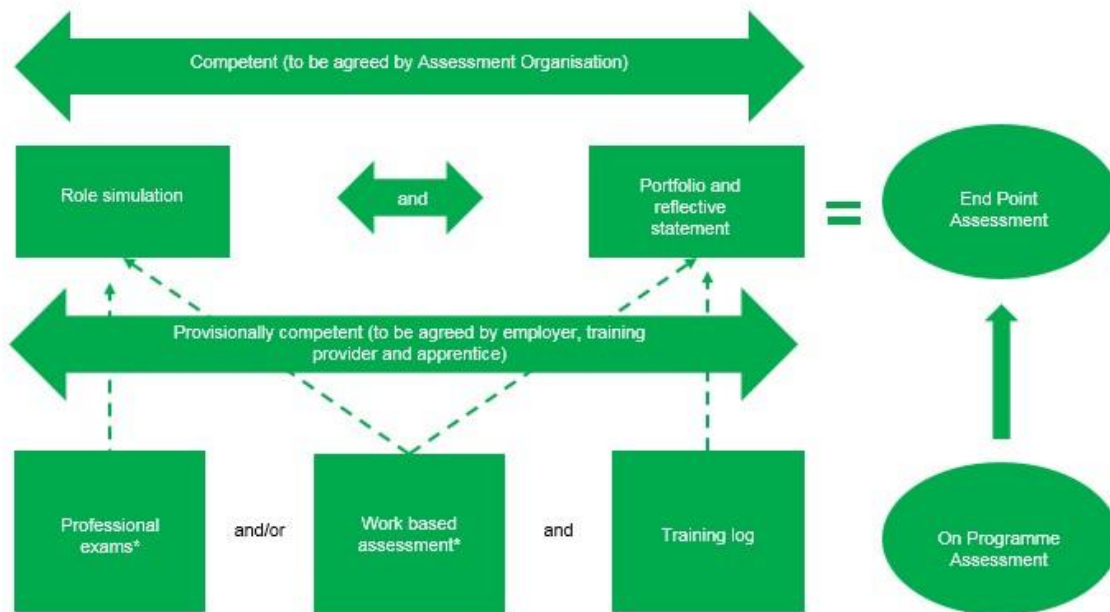 Competent (to be agreed by Assessment Organisation)
Role simulation
and
Portfolio and
reflective
statement
=
End Point
Assessment
Provisionally competent (to be agreed by employer, training
provider and apprentice)
Professional
exams*
and/or
Work based
assessment*
and
Training log
On Programme
Assessment